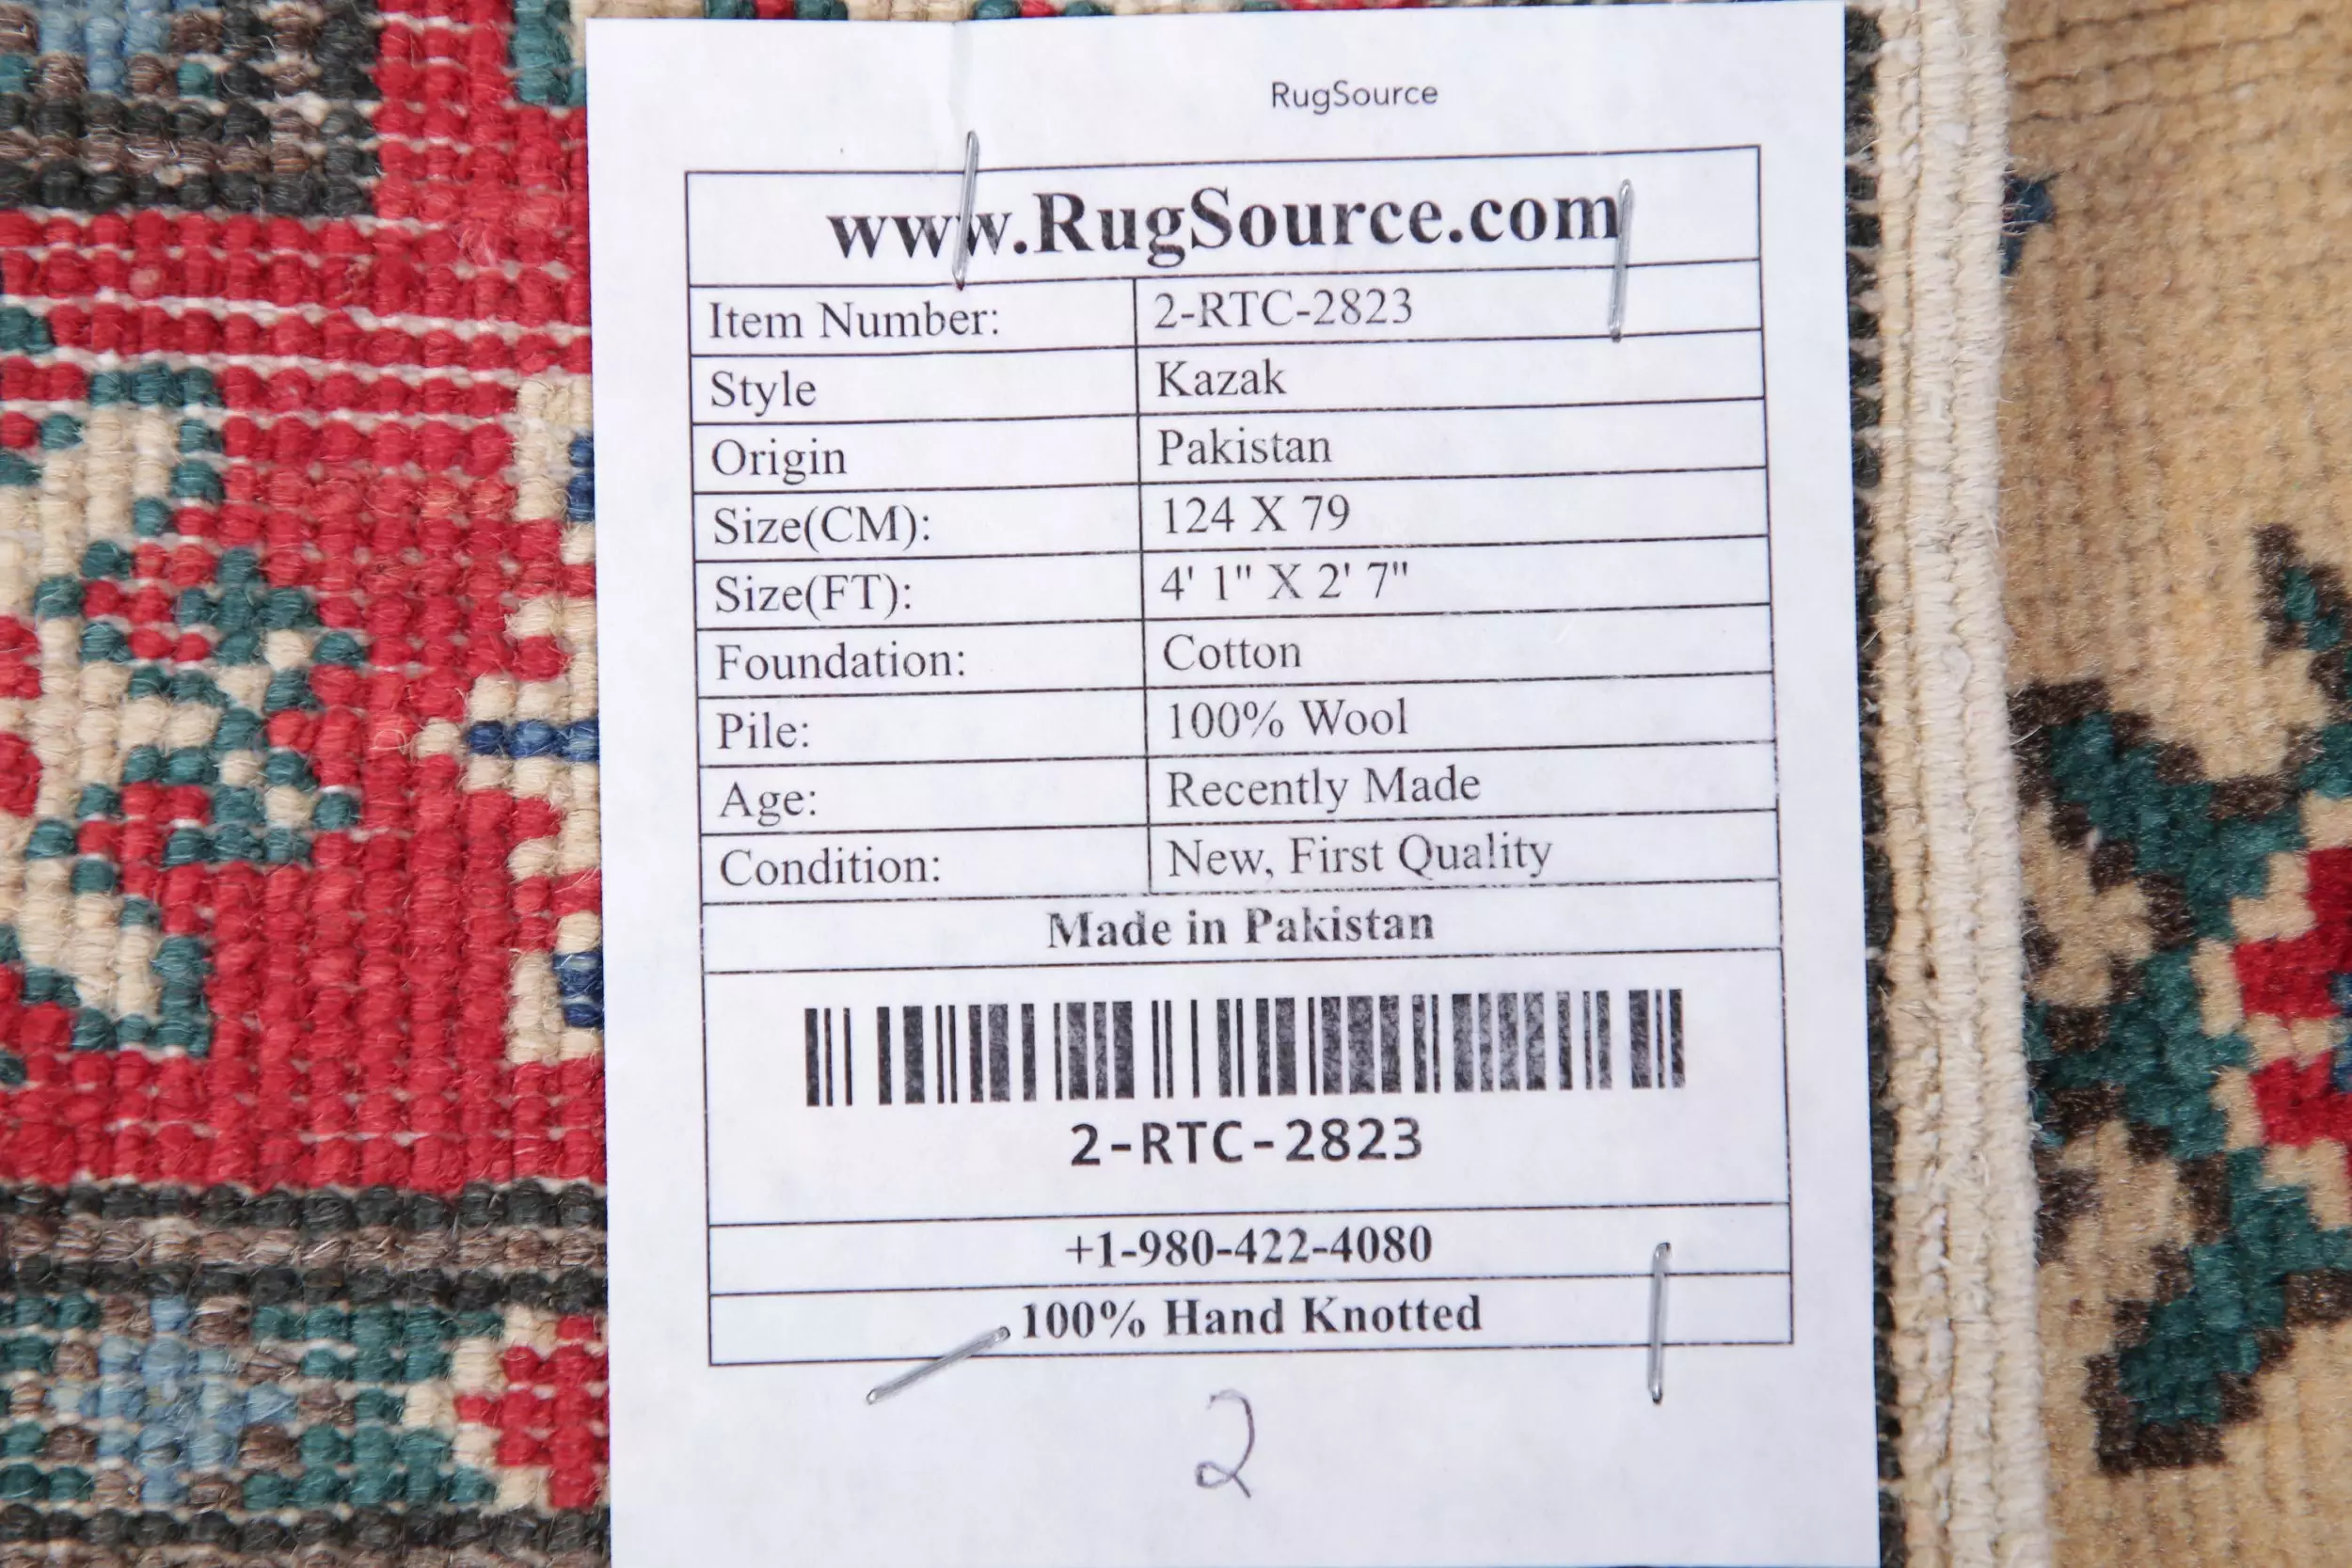 RugSource
www.RugSource.com
Item Number: 2-RTC-2823
Style Kazak
Origin Pakistan
Size(CM): 124 X 79
Size(FT): 4' 1" X 2' 7"
Foundation: Cotton
Pile: 100% Wool
Age: Recently Made
Condition: New, First Quality
Made in Pakistan
2-RTC-2823
+1-980-422-4080
100% Hand Knotted
2